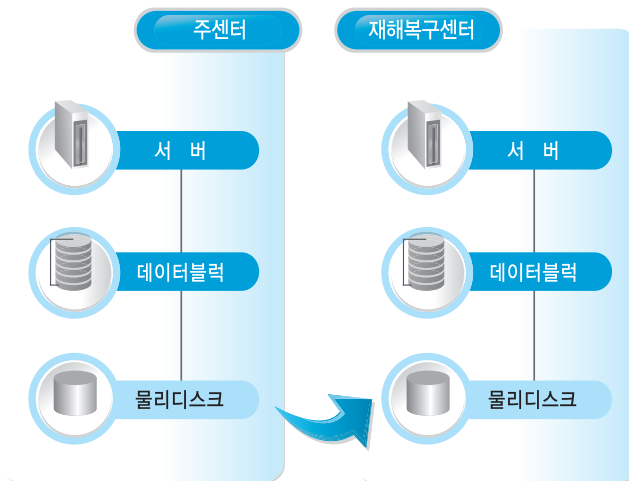 주센터
재해복구센터
서 버
서 버
데이터블럭
데이터블럭
물리디스크
물리디스크